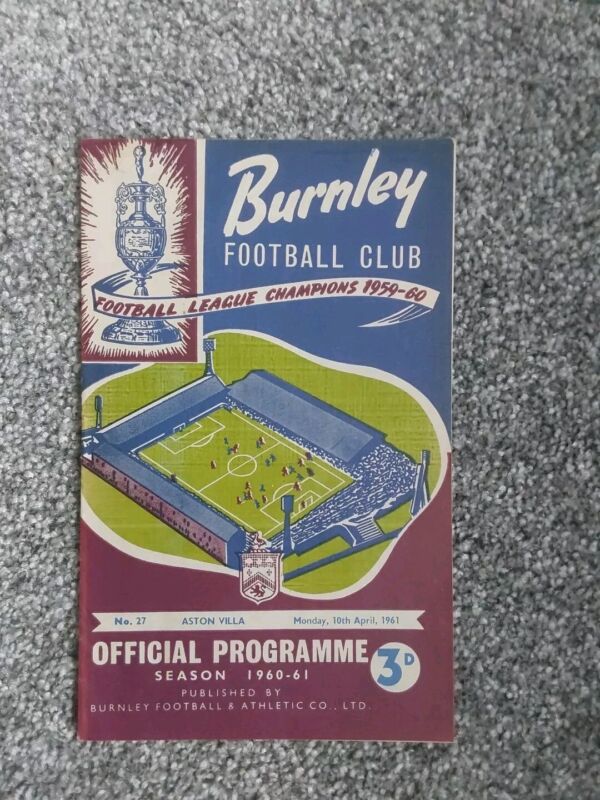 Burnley
FOOTBALL CLUB
FOOTBALL LEAGUE CHAMPIONS 1959-60
No. 27 ASTON VILLA Monday, 10th April, 1961
OFFICIAL PROGRAMME 3D
SEASON 1960-61
PUBLISHED BY
BURNLEY FOOTBALL & ATHLETIC CO., LTD.